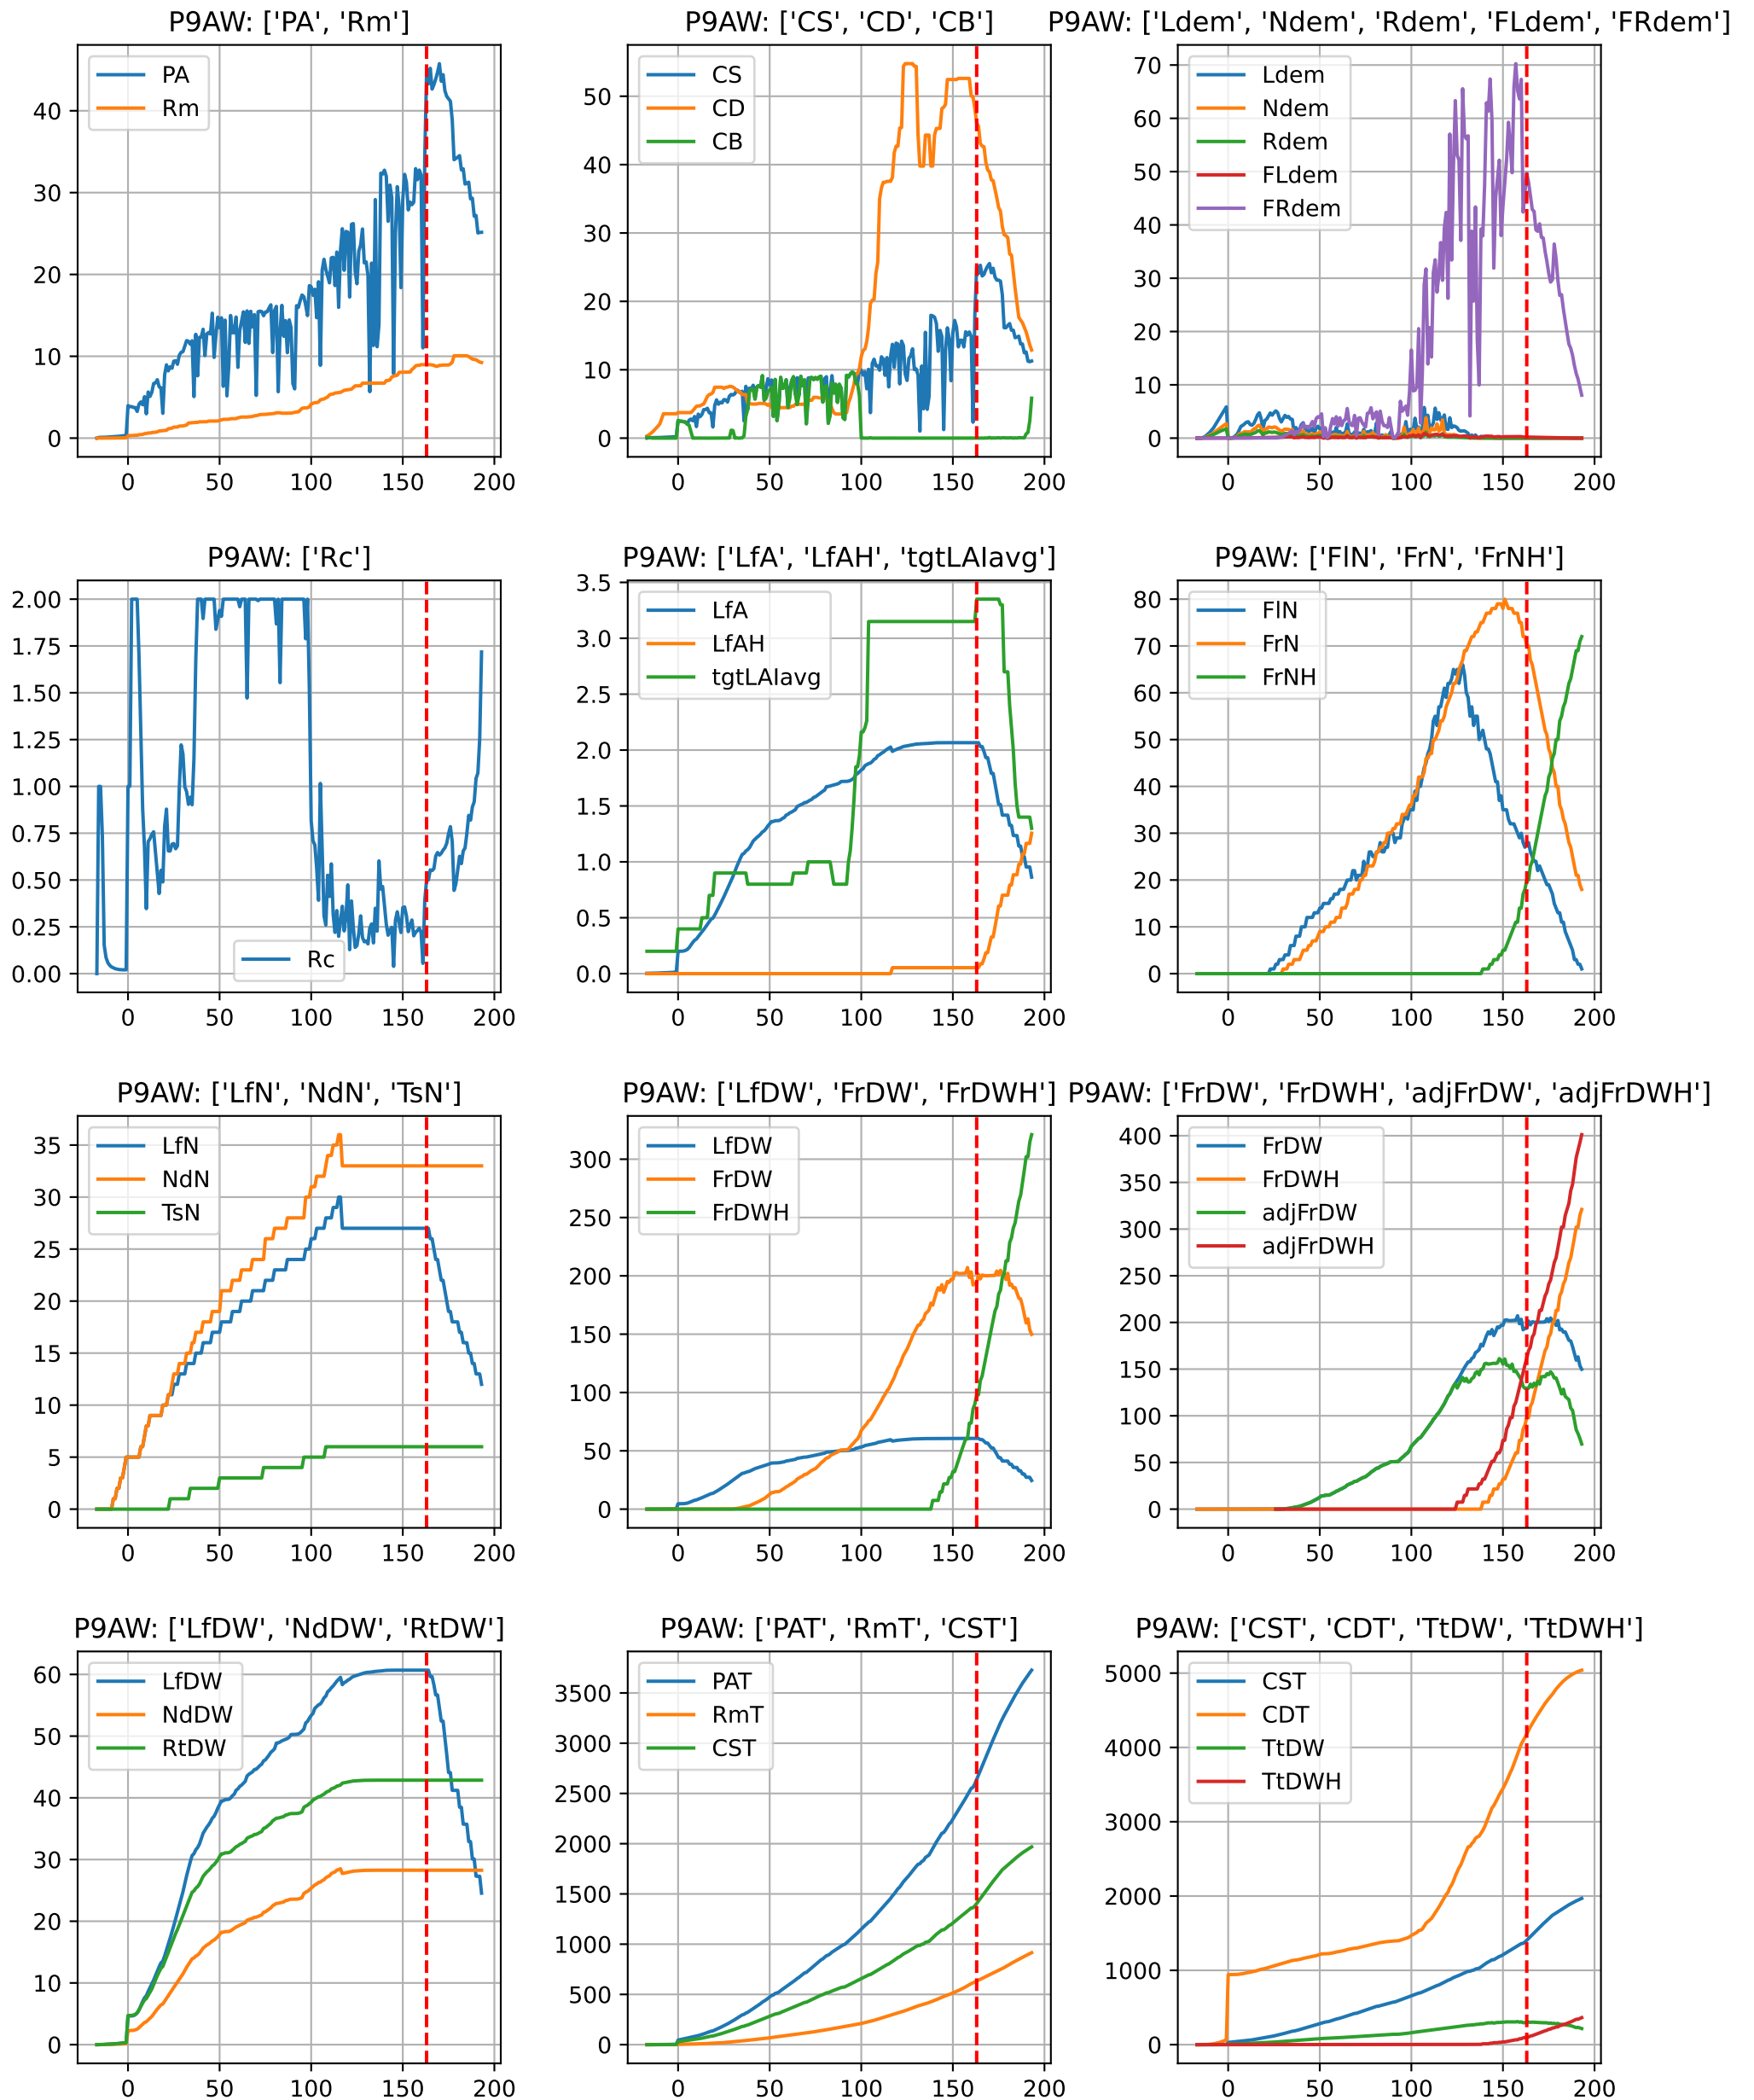 P9AW: ['PA', 'Rm']
PA
Rm
40
30
20
10
0
0 50 100 150 200
P9AW: ['CS', 'CD', 'CB']
CS
CD
CB
50
40
30
20
10
0
0 50 100 150 200
P9AW: ['Ldem', 'Ndem', 'Rdem', 'FLdem', 'FRdem']
Ldem
Ndem
Rdem
FLdem
FRdem
70
60
50
40
30
20
10
0
0 50 100 150 200
P9AW: ['Rc']
2.00
1.75
1.50
1.25
1.00
0.75
0.50
0.25
0.00
Rc
0 50 100 150 200
P9AW: ['LfA', 'LfAH', 'tgtLAIavg']
LfA
LfAH
tgtLAIavg
3.5
3.0
2.5
2.0
1.5
1.0
0.5
0.0
0 50 100 150 200
P9AW: ['FlN', 'FrN', 'FrNH']
FlN
FrN
FrNH
80
70
60
50
40
30
20
10
0
0 50 100 150 200
P9AW: ['LfN', 'NdN', 'TsN']
LfN
NdN
TsN
35
30
25
20
15
10
5
0
0 50 100 150 200
P9AW: ['LfDW', 'FrDW', 'FrDWH']
LfDW
FrDW
FrDWH
300
250
200
150
100
50
0
0 50 100 150 200
P9AW: ['FrDW', 'FrDWH', 'adjFrDW', 'adjFrDWH']
FrDW
FrDWH
adjFrDW
adjFrDWH
400
350
300
250
200
150
100
50
0
0 50 100 150 200
P9AW: ['LfDW', 'NdDW', 'RtDW']
LfDW
NdDW
RtDW
60
50
40
30
20
10
0
0 50 100 150 200
P9AW: ['PAT', 'RmT', 'CST']
PAT
RmT
CST
3500
3000
2500
2000
1500
1000
500
0
0 50 100 150 200
P9AW: ['CST', 'CDT', 'TtDW', 'TtDWH']
CST
CDT
TtDW
TtDWH
5000
4000
3000
2000
1000
0
0 50 100 150 200